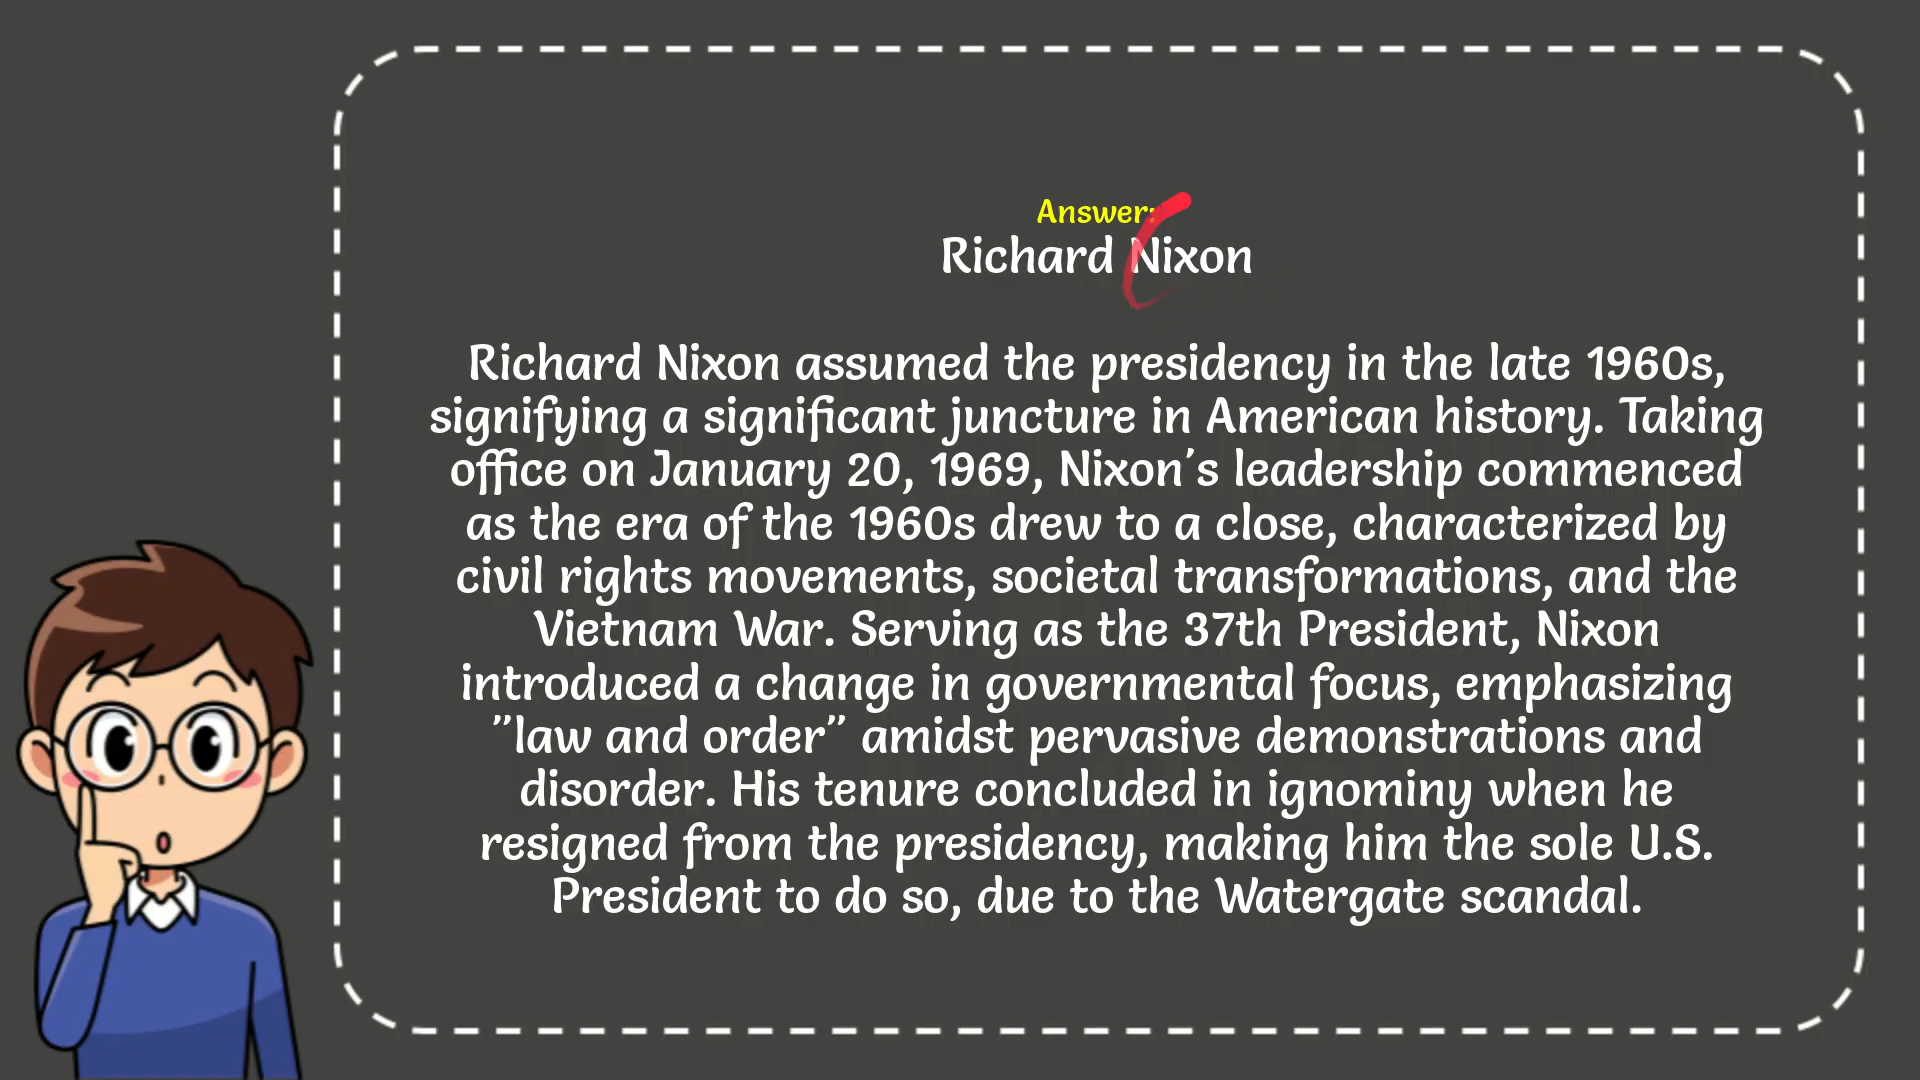 Answer:
Richard Nixon
Richard Nixon assumed the presidency in the late 1960s,
signifying a significant juncture in American history. Taking
office on January 20, 1969, Nixon's leadership commenced
as the era of the 1960s drew to a close, characterized by
civil rights movements, societal transformations, and the
Vietnam War. Serving as the 37th President, Nixon
introduced a change in governmental focus, emphasizing
"law and order" amidst pervasive demonstrations and
disorder. His tenure concluded in ignominy when he
resigned from the presidency, making him the sole U.S.
President to do so, due to the Watergate scandal.